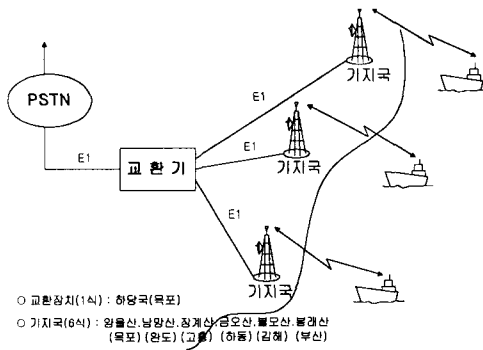 기지국
PSTN
E1
E1
기지국
E1
교환기
E1
기지국
○ 교환장치(1식) : 하당국(목포)
○ 기지국(6식) : 양을산.남망산.장계산.금오산.불모산.봉래산
(목포) (완도) (고흥) (하동) (김해) (부산)